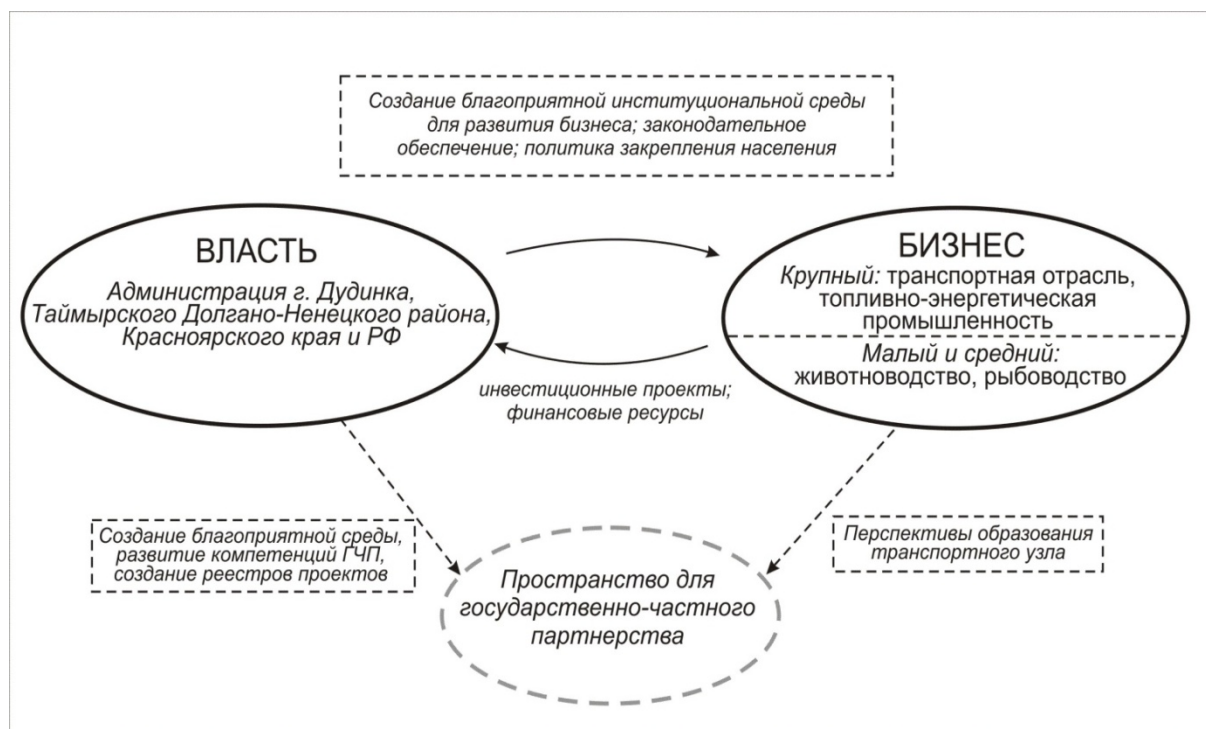 Создание благоприятной институциональной среды
для развития бизнеса; законодательное
обеспечение; политика закрепления населения
ВЛАСТЬ
Администрация г. Дудинка,
Таймырского Долгано-Ненецкого района,
Красноярского края и РФ
БИЗНЕС
Крупный: транспортная отрасль,
топливно-энергетическая
промышленность
Малый и средний:
животноводство, рыбоводство
инвестиционные проекты;
финансовые ресурсы
Создание благоприятной среды,
развитие компетенций ГЧП,
создание реестров проектов
Перспективы образования
транспортного узла
Пространство для
государственно-частного
партнерства